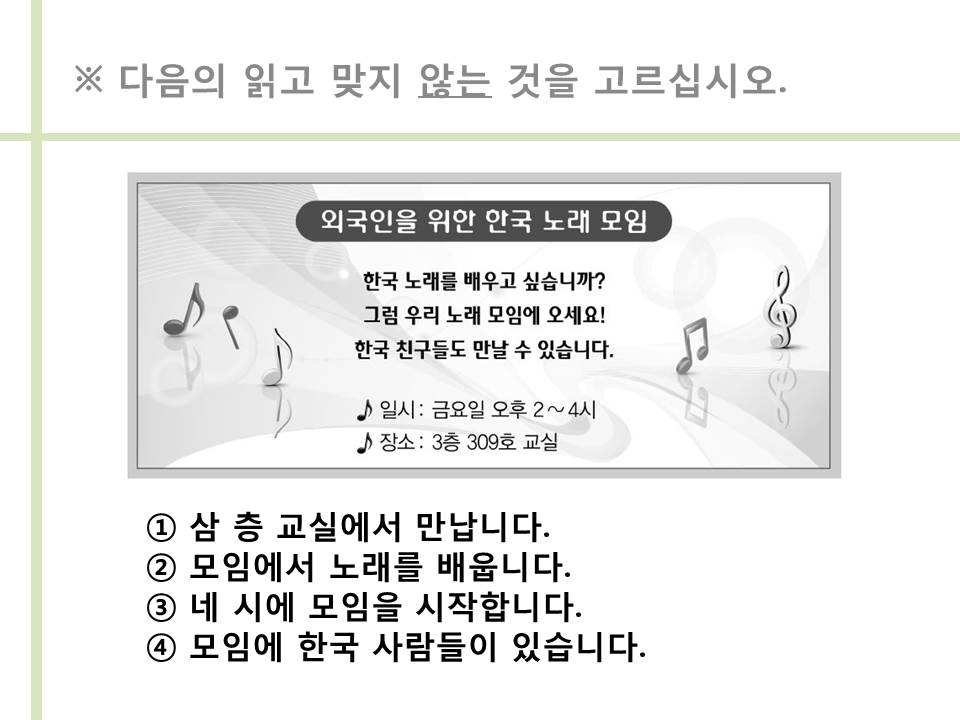 ※ 다음의 읽고 맞지 않는 것을 고르십시오.
외국인을 위한 한국 노래 모임
한국 노래를 배우고 싶습니까?
그럼 우리 노래 모임에 오세요!
한국 친구들도 만날 수 있습니다.
♪ 일시: 금요일 오후 2～4시
♪ 장소: 3층 309호 교실
① 삼 층 교실에서 만납니다.
② 모임에서 노래를 배웁니다.
③ 네 시에 모임을 시작합니다.
④ 모임에 한국 사람들이 있습니다.